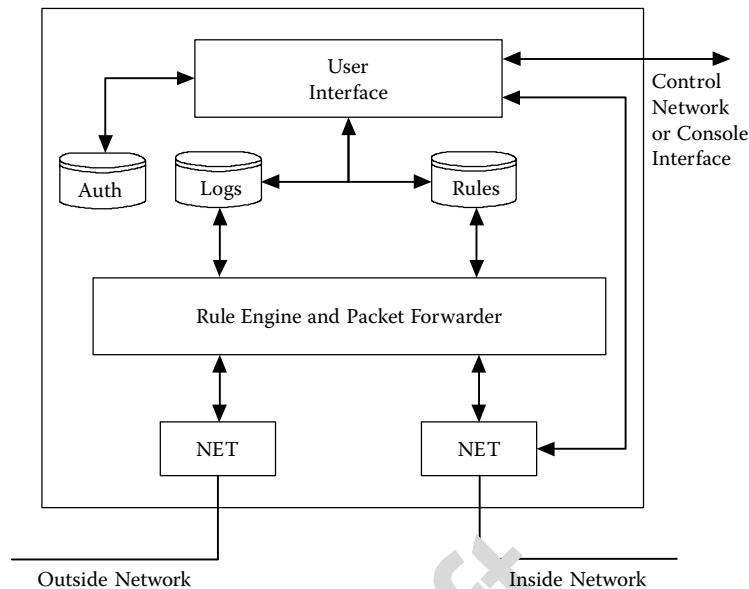 User
Interface
Control
Network
or Console
Interface
Auth
Logs
Rules
Rule Engine and Packet Forwarder
NET
NET
Outside Network
Inside Network